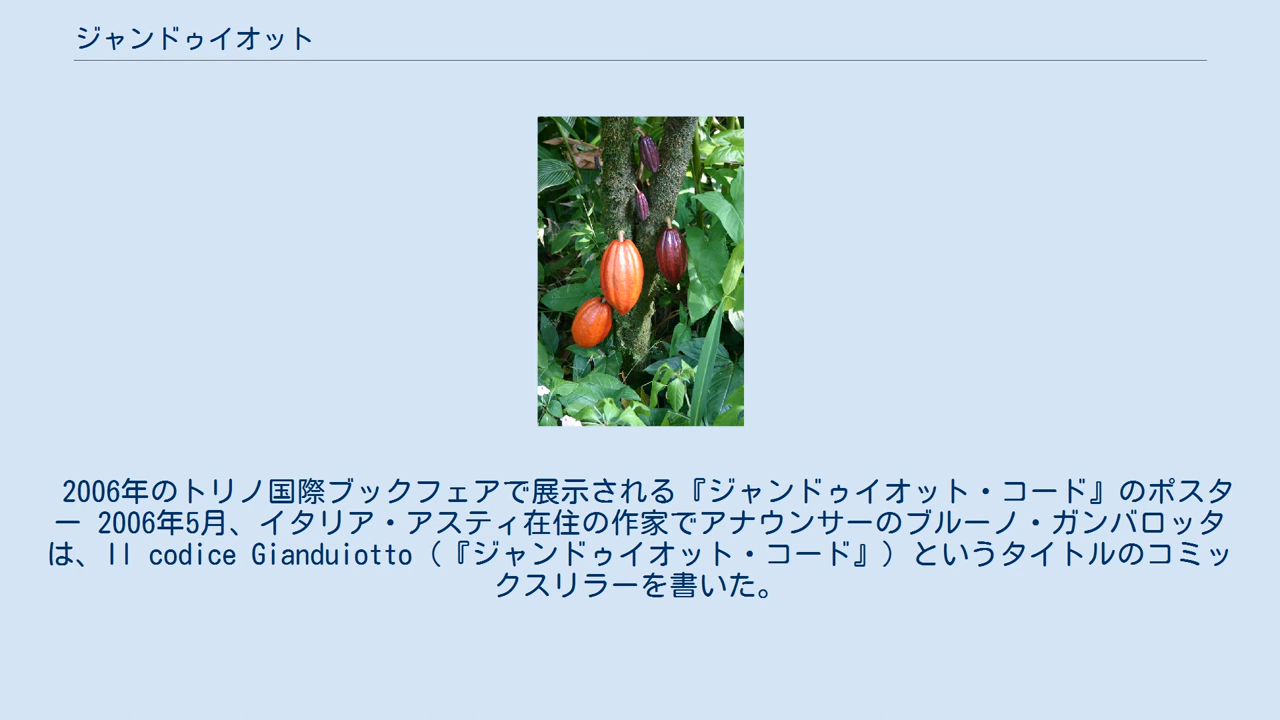 ジャンドゥイオット
2006年のトリノ国際ブックフェアで展示される『ジャンドゥイオット・コード』のポスタ
ー 2006年5月、イタリア・アスティ在住の作家でアナウンサーのブルーノ・ガンバロッタ
は、Il codice Gianduiotto（『ジャンドゥイオット・コード』）というタイトルのコミッ
クスリラーを書いた。